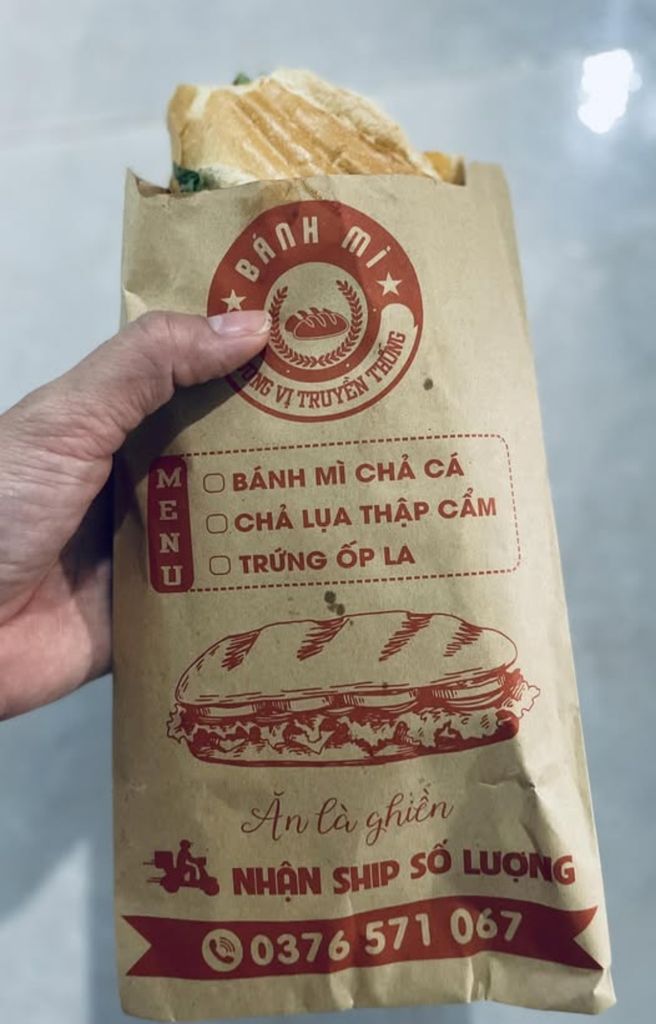 BÁNH MÌ
VỊ TRUYỀN THỐNG
MENU
BÁNH MÌ CHẢ CÁ
CHẢ LỤA THẬP CẨM
TRỨNG ỐP LA
Ăn là ghiền
NHẬN SHIP SỐ LƯỢNG
0376 571 067